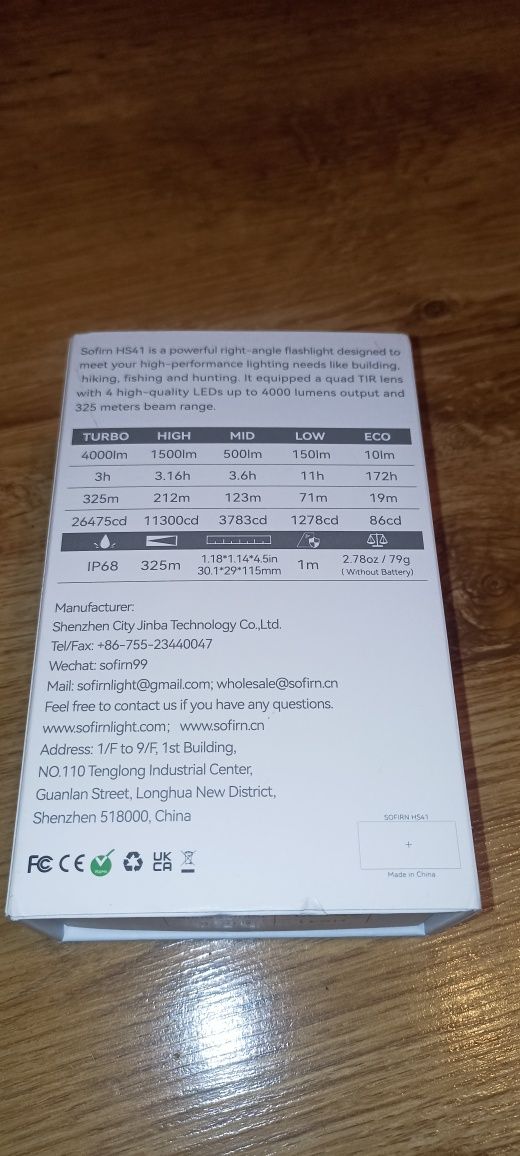 Sofirn HS41 is a powerful right-angle flashlight designed to
meet your high-performance lighting needs like building,
hiking, fishing and hunting. It equipped a quad TIR lens
with 4 high-quality LEDs up to 4000 lumens output and
325 meters beam range.
TURBO HIGH MID LOW ECO
4000lm 1500lm 500lm 150lm 10lm
3h 3.16h 3.6h 11h 172h
325m 212m 123m 71m 19m
26475cd 11300cd 3783cd 1278cd 86cd
IP68 325m 1.18*1.14*4.5in 1m 2.78oz / 79g
30.1*29*115mm (Without Battery)
Manufacturer:
Shenzhen City Jinba Technology Co.,Ltd.
Tel/Fax: +86-755-23440047
Wechat: sofirn99
Mail: sofirnlight@gmail.com; wholesale@sofirn.cn
Feel free to contact us if you have any questions.
www.sofirnlight.com; www.sofirn.cn
Address: 1/F to 9/F, 1st Building,
NO.110 Tenglong Industrial Center,
Guanlan Street, Longhua New District,
Shenzhen 518000, China
SOFIRN HS41
+
Made in China
FC CE RoHS UK CA